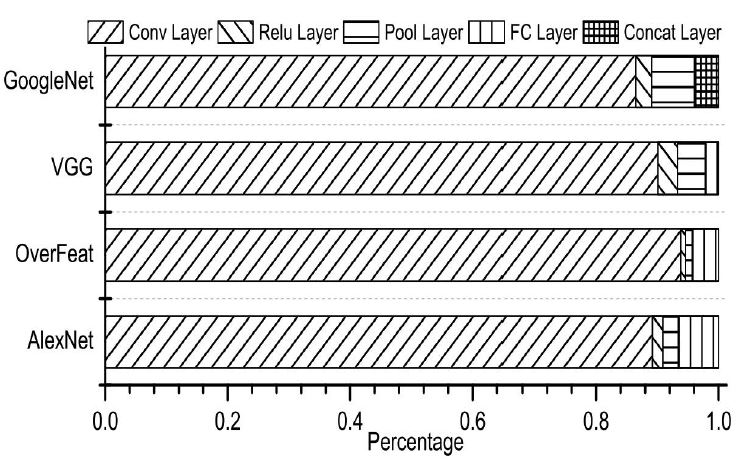 Conv Layer Relu Layer Pool Layer FC Layer Concat Layer
GoogleNet
VGG
OverFeat
AlexNet
0.0 0.2 0.4 0.6 0.8 1.0
Percentage